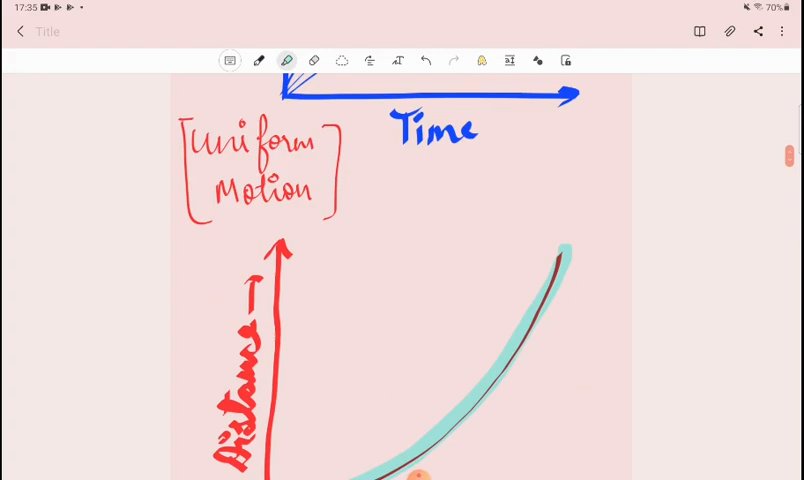 17:35
70%
Title
Time
[Uniform
Motion]
Distance →